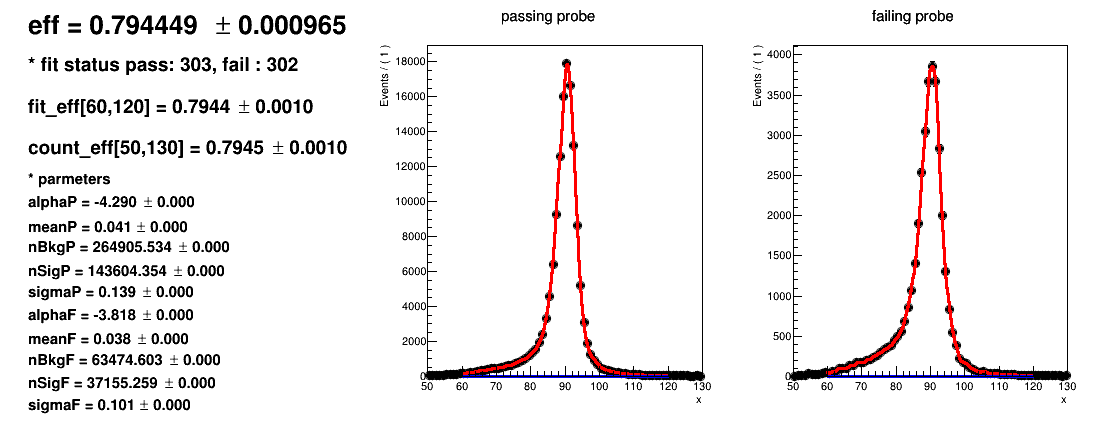 eff = 0.794449 ± 0.000965
* fit status pass: 303, fail : 302
fit_eff[60,120] = 0.7944 ± 0.0010
count_eff[50,130] = 0.7945 ± 0.0010
* parmeters
alphaP = -4.290 ± 0.000
meanP = 0.041 ± 0.000
nBkgP = 264905.534 ± 0.000
nSigP = 143604.354 ± 0.000
sigmaP = 0.139 ± 0.000
alphaF = -3.818 ± 0.000
meanF = 0.038 ± 0.000
nBkgF = 63474.603 ± 0.000
nSigF = 37155.259 ± 0.000
sigmaF = 0.101 ± 0.000
passing probe
Events / ( 1 )
18000
16000
14000
12000
10000
8000
6000
4000
2000
0
50 60 70 80 90 100 110 120 130
x
failing probe
Events / ( 1 )
4000
3500
3000
2500
2000
1500
1000
500
0
50 60 70 80 90 100 110 120 130
x